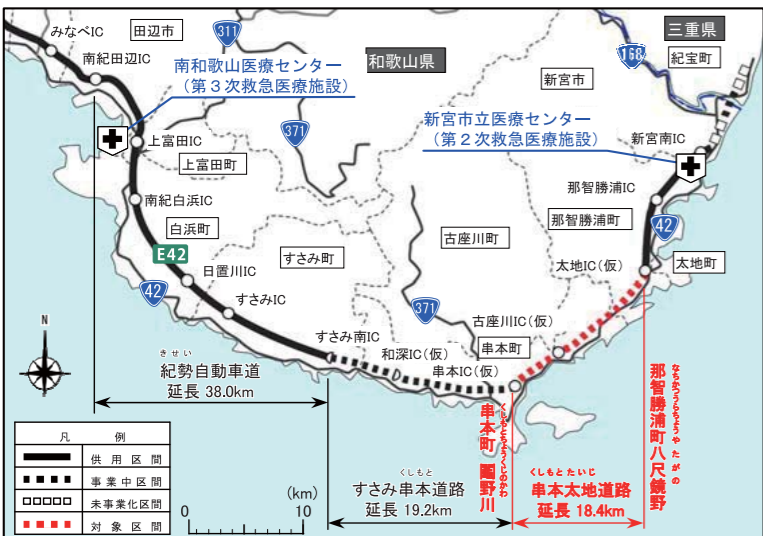 みなべIC
田辺市
南紀田辺IC
311
和歌山県
三重県
168
紀宝町
新宮市
南和歌山医療センター
（第３次救急医療施設）
新宮市立医療センター
（第２次救急医療施設）
新宮南IC
371
上富田IC
上富田町
南紀白浜IC
白浜町
E42
那智勝浦IC
那智勝浦町
42
古座川町
すさみ町
日置川IC
太地IC（仮）
太地町
42
すさみIC
371
古座川IC（仮）
串本町
すさみ南IC
和深IC（仮）
串本IC（仮）
N
きせい
紀勢自動車道
延長 38.0km
凡 例
供用区間
事業中区間
未事業化区間
対象区間
(km)
0 10
くしもと
すさみ串本道路
延長 19.2km
くしもとちょうくじのかわ
串本町 鬮野川
くしもとたいじ
串本太地道路
延長 18.4km
なちかつうらちょうやたがの
那智勝浦町八尺鏡野